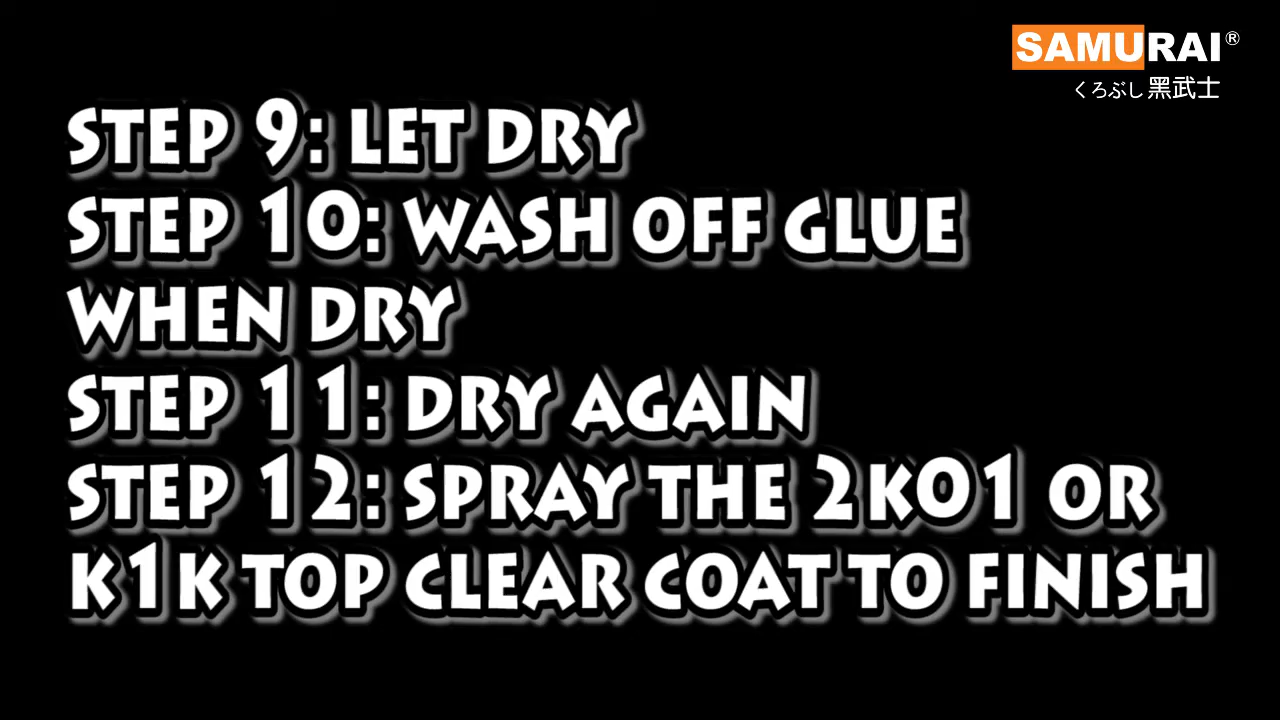 SAMURAI®
くろぶし黑武士
STEP 9: LET DRY
STEP 10: WASH OFF GLUE
WHEN DRY
STEP 11: DRY AGAIN
STEP 12: SPRAY THE 2K01 OR
K1K TOP CLEAR COAT TO FINISH